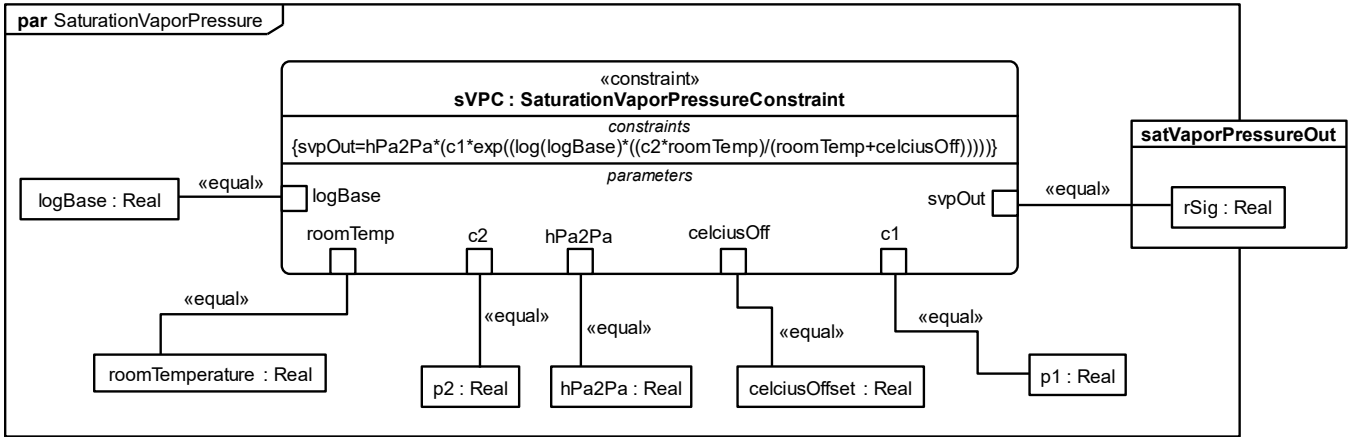 par SaturationVaporPressure
«constraint»
sVPC : SaturationVaporPressureConstraint
constraints
{svpOut=hPa2Pa*(c1*exp((log(logBase)*((c2*roomTemp)/(roomTemp+celciusOff)))))}
parameters
satVaporPressureOut
logBase : Real
«equal»
logBase
svpOut
«equal»
rSig : Real
roomTemp
c2
hPa2Pa
celciusOff
c1
«equal»
«equal»
«equal»
«equal»
«equal»
roomTemperature : Real
p2 : Real
hPa2Pa : Real
celciusOffset : Real
p1 : Real